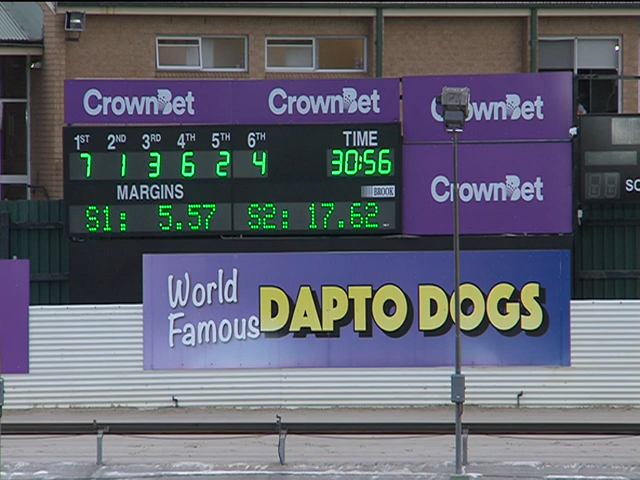 CROWNBET CROWNBET CROWNBET
1ST 2ND 3RD 4TH 5TH 6TH TIME
7 1 3 6 2 4 30:56
MARGINS BROOK
S1: 5.57 S2: 17.62
CROWNBET
SC
World
Famous DAPTO DOGS